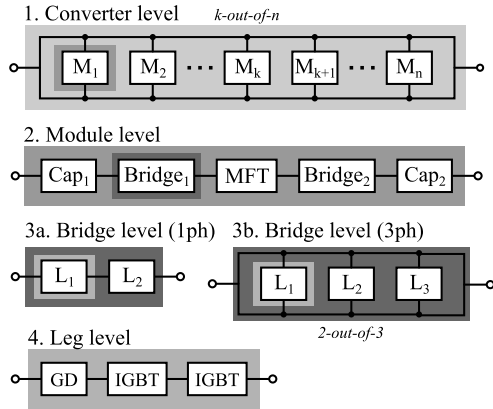 1. Converter level k-out-of-n
M₁ M₂ ··· Mₖ Mₖ₊₁ ··· Mₙ
2. Module level
Cap₁ Bridge₁ MFT Bridge₂ Cap₂
3a. Bridge level (1ph) 3b. Bridge level (3ph)
L₁ L₂ L₁ L₂ L₃
2-out-of-3
4. Leg level
GD IGBT IGBT